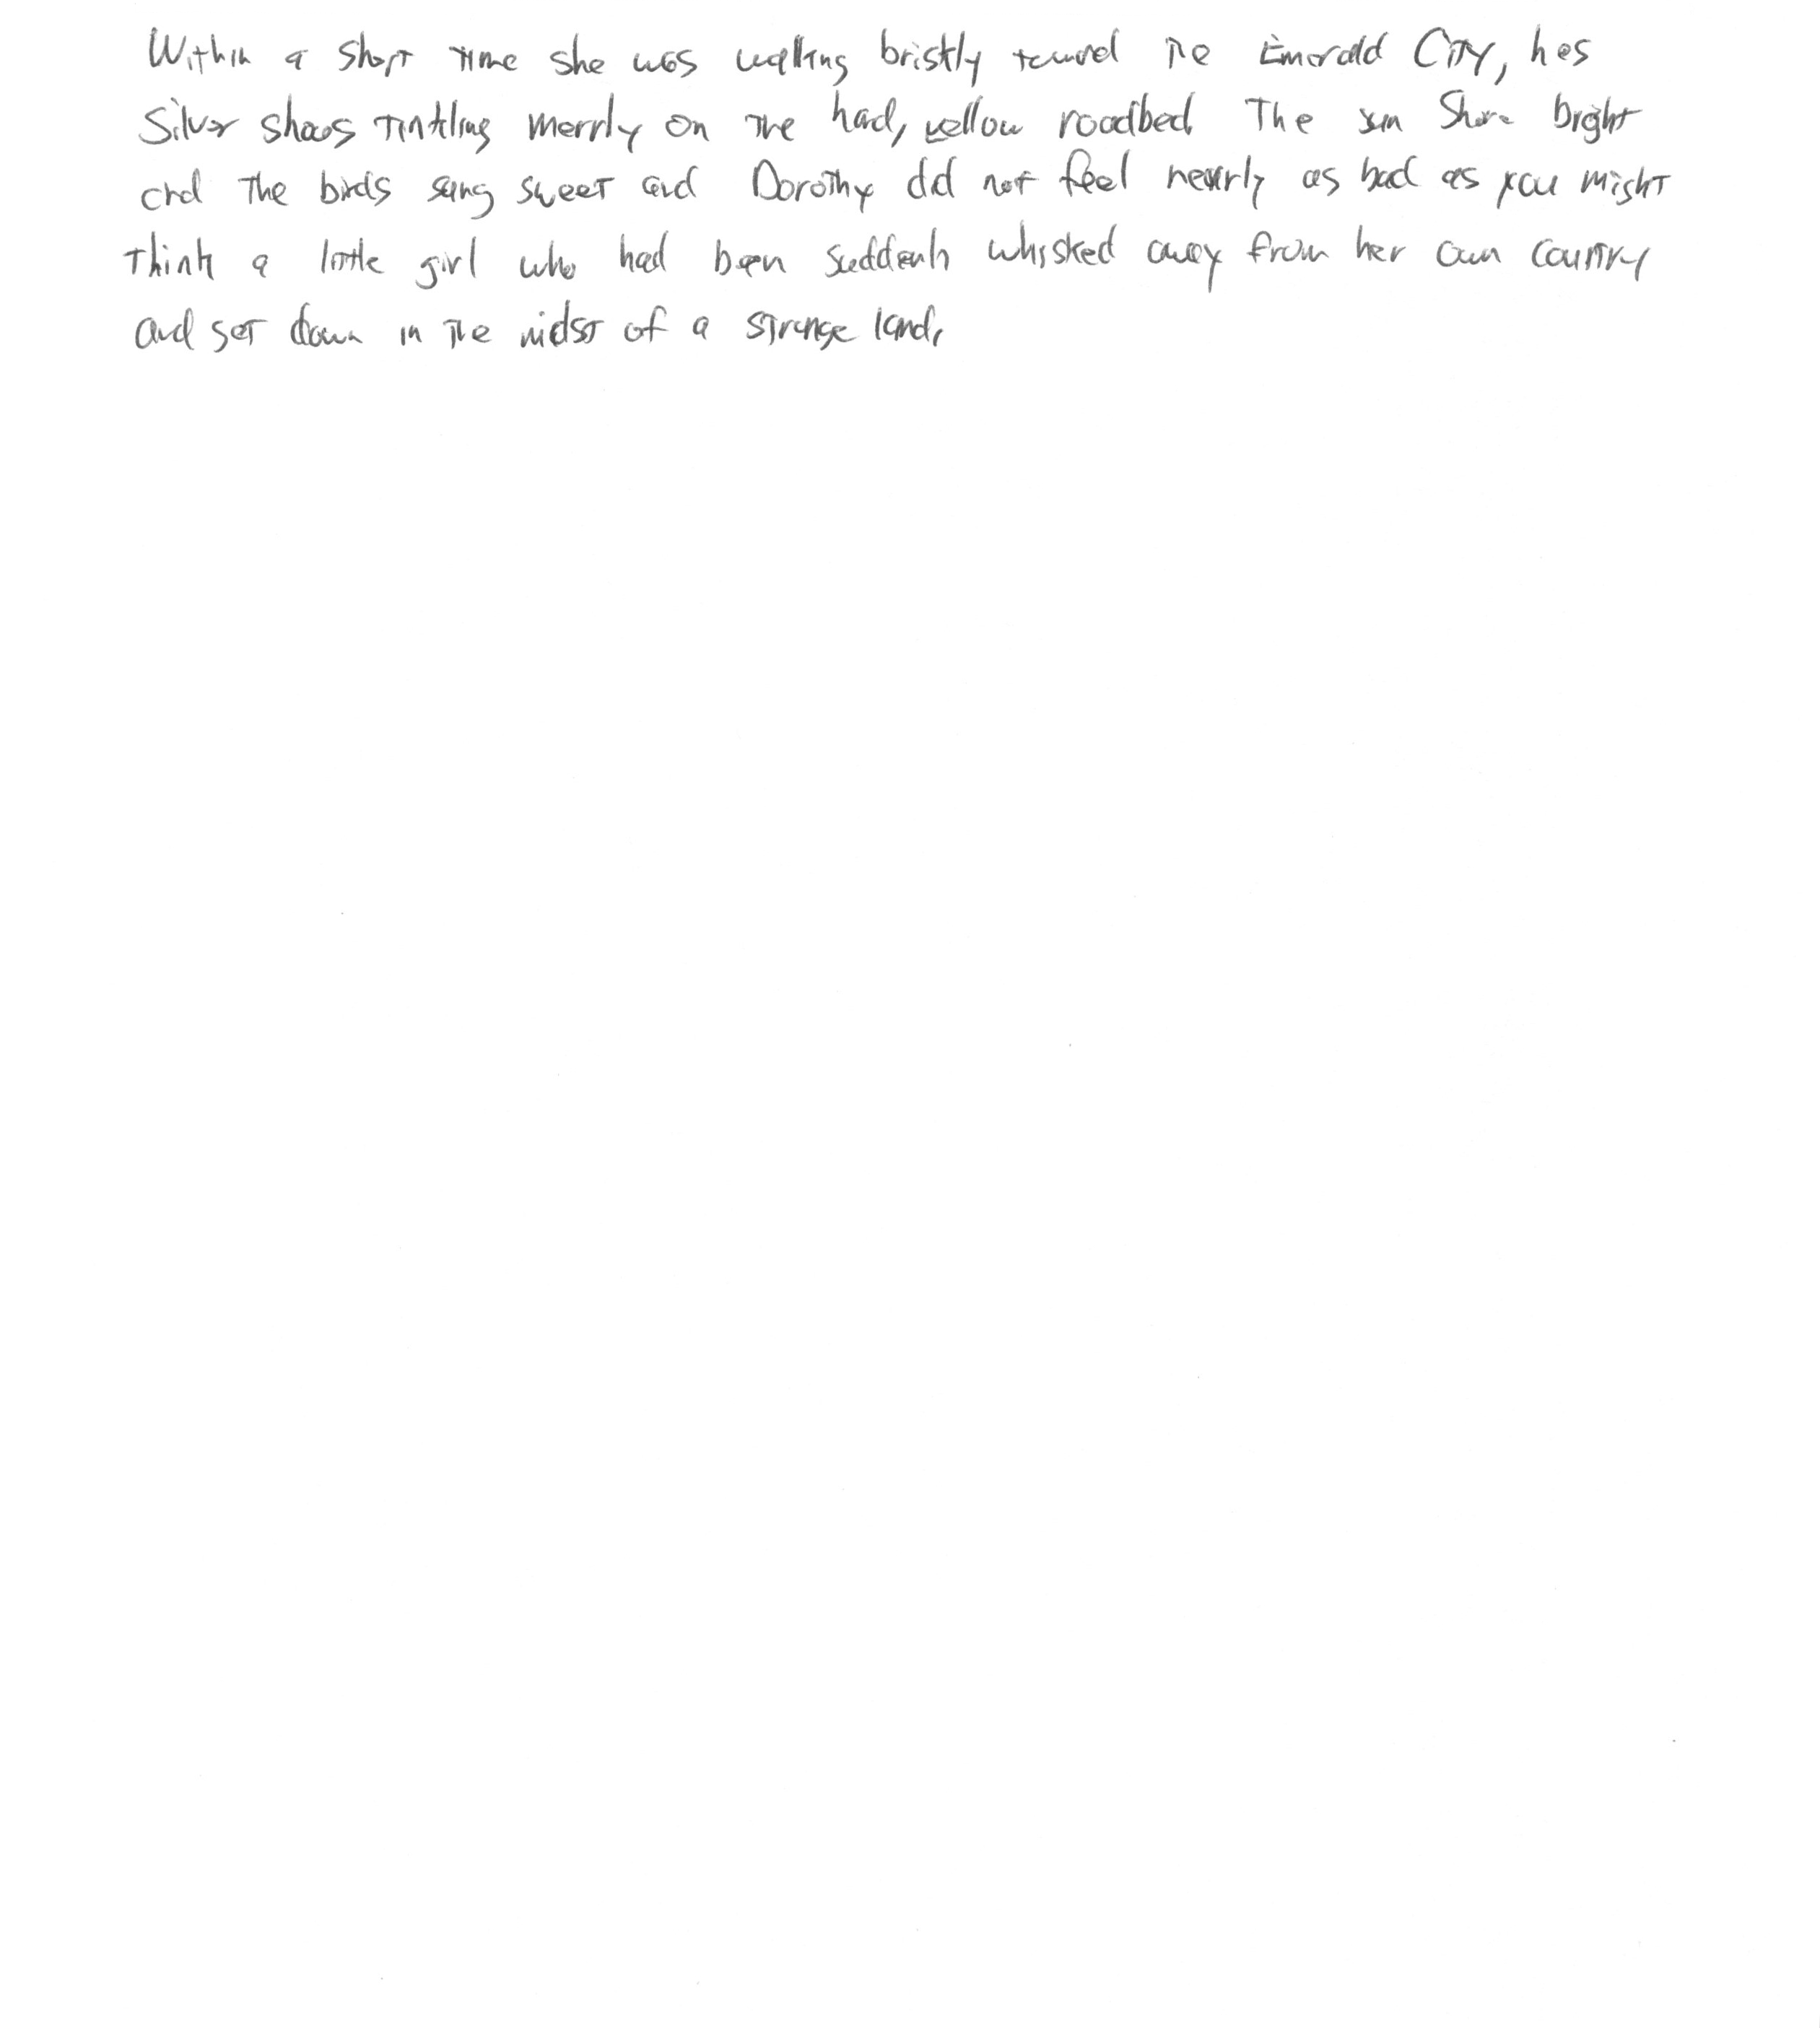 Within a short time she was walking briskly toward the Emerald City, her
Silver shoes tinkling merrily on the hard, yellow roadbed. The sun shone bright
and the birds sang sweet and Dorothy did not feel nearly as bad as you might
think a little girl who had been suddenly whisked away from her own country
and set down in the midst of a strange land.